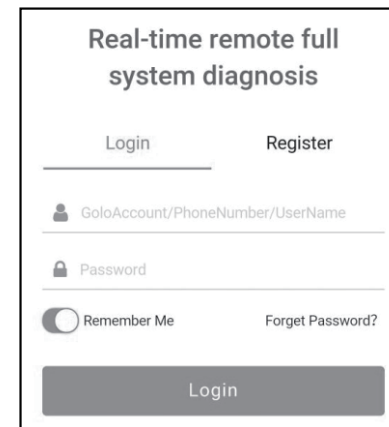 Real-time remote full
system diagnosis
Login Register
GoloAccount/PhoneNumber/UserName
Password
Remember Me Forget Password?
Login